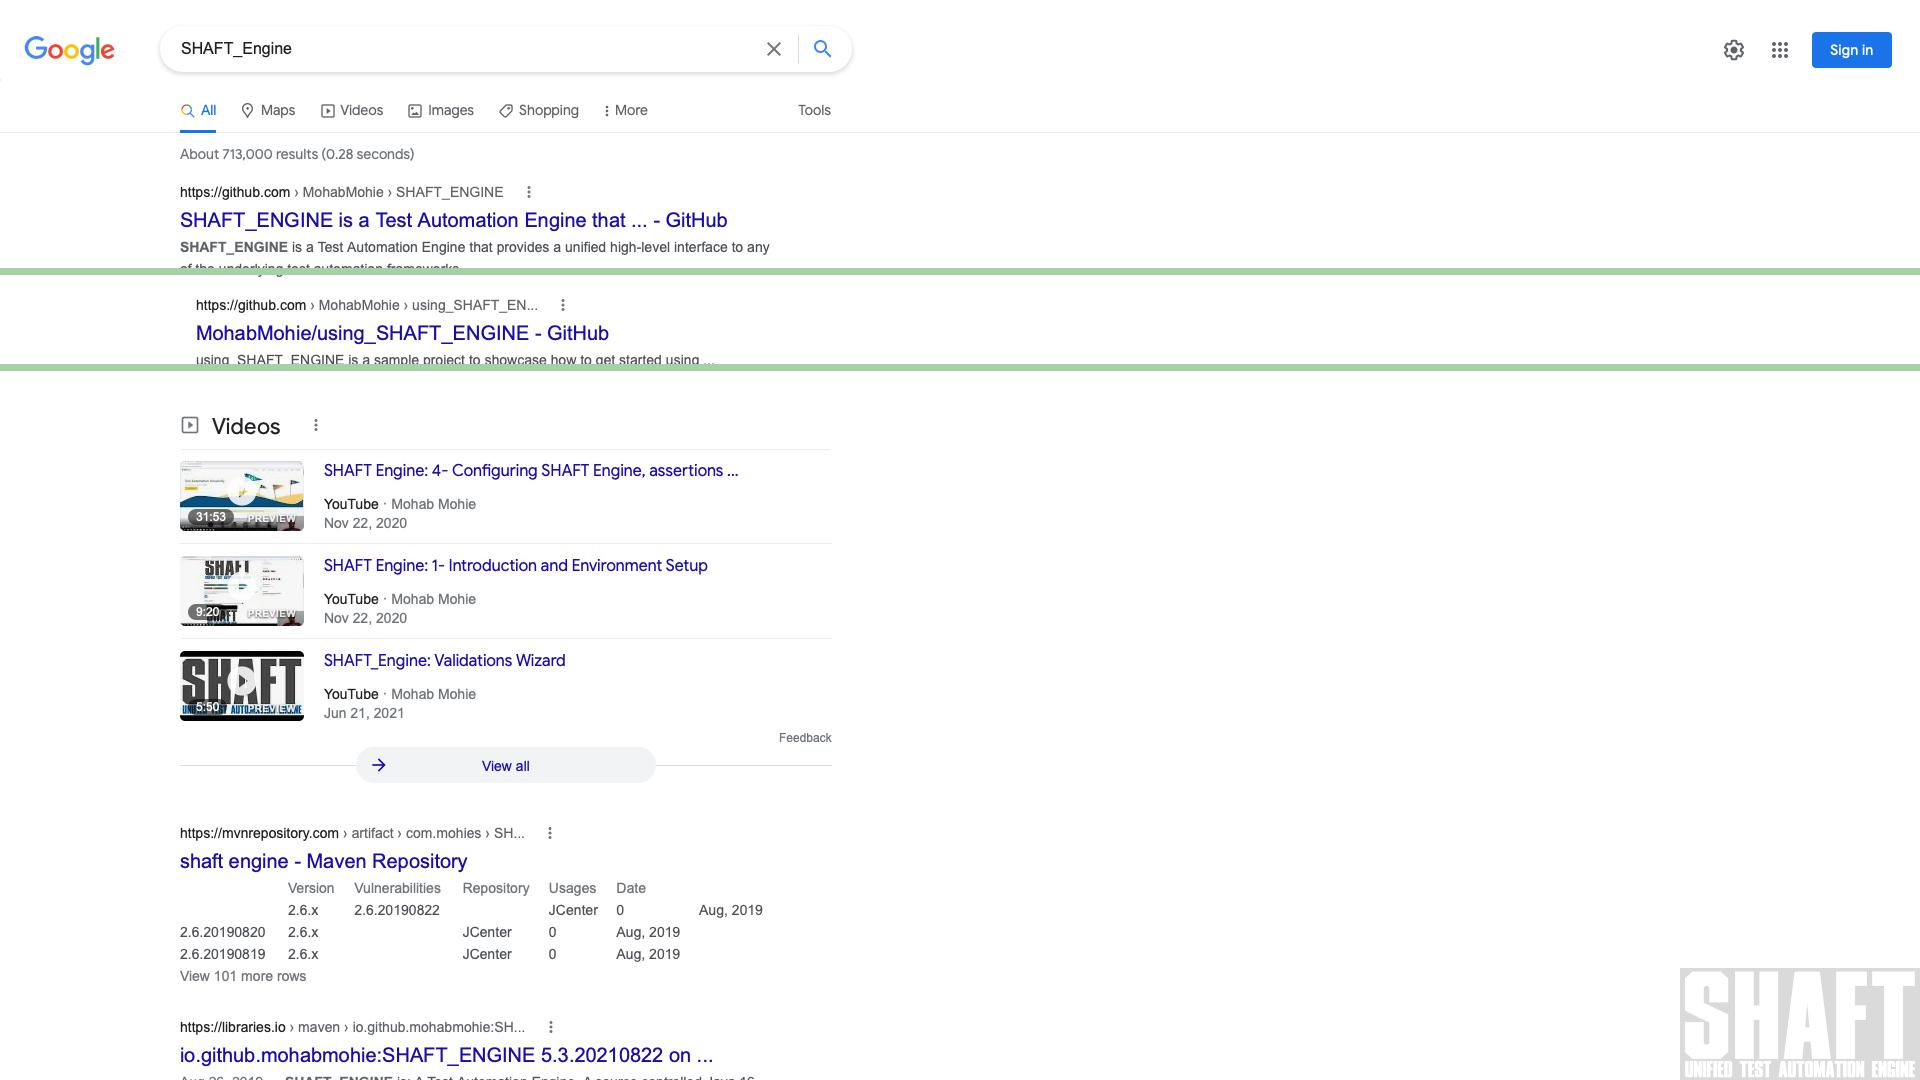 Google
SHAFT_Engine
Sign in
All
Maps
Videos
Images
Shopping
More
Tools
About 713,000 results (0.28 seconds)
https://github.com › MohabMohie › SHAFT_ENGINE
SHAFT_ENGINE is a Test Automation Engine that ... - GitHub
SHAFT_ENGINE is a Test Automation Engine that provides a unified high-level interface to any
of the underlying test automation frameworks.
https://github.com › MohabMohie › using_SHAFT_EN...
MohabMohie/using_SHAFT_ENGINE - GitHub
using_SHAFT_ENGINE is a sample project to showcase how to get started using ...
Videos
SHAFT Engine: 4- Configuring SHAFT Engine, assertions ...
31:53 PREVIEW
YouTube · Mohab Mohie
Nov 22, 2020
SHAFT Engine: 1- Introduction and Environment Setup
SHAFT
9:20 PREVIEW
YouTube · Mohab Mohie
Nov 22, 2020
SHAFT_Engine: Validations Wizard
SHAFT
5:50 PREVIEW
YouTube · Mohab Mohie
Jun 21, 2021
Feedback
View all
https://mvnrepository.com › artifact › com.mohies › SH...
shaft engine - Maven Repository
Version Vulnerabilities Repository Usages Date
2.6.x 2.6.20190822 JCenter 0 Aug, 2019
2.6.20190820 2.6.x JCenter 0 Aug, 2019
2.6.20190819 2.6.x JCenter 0 Aug, 2019
View 101 more rows
https://libraries.io › maven › io.github.mohabmohie:SH...
io.github.mohabmohie:SHAFT_ENGINE 5.3.20210822 on ...
SHAFT
UNIFIED TEST AUTOMATION ENGINE